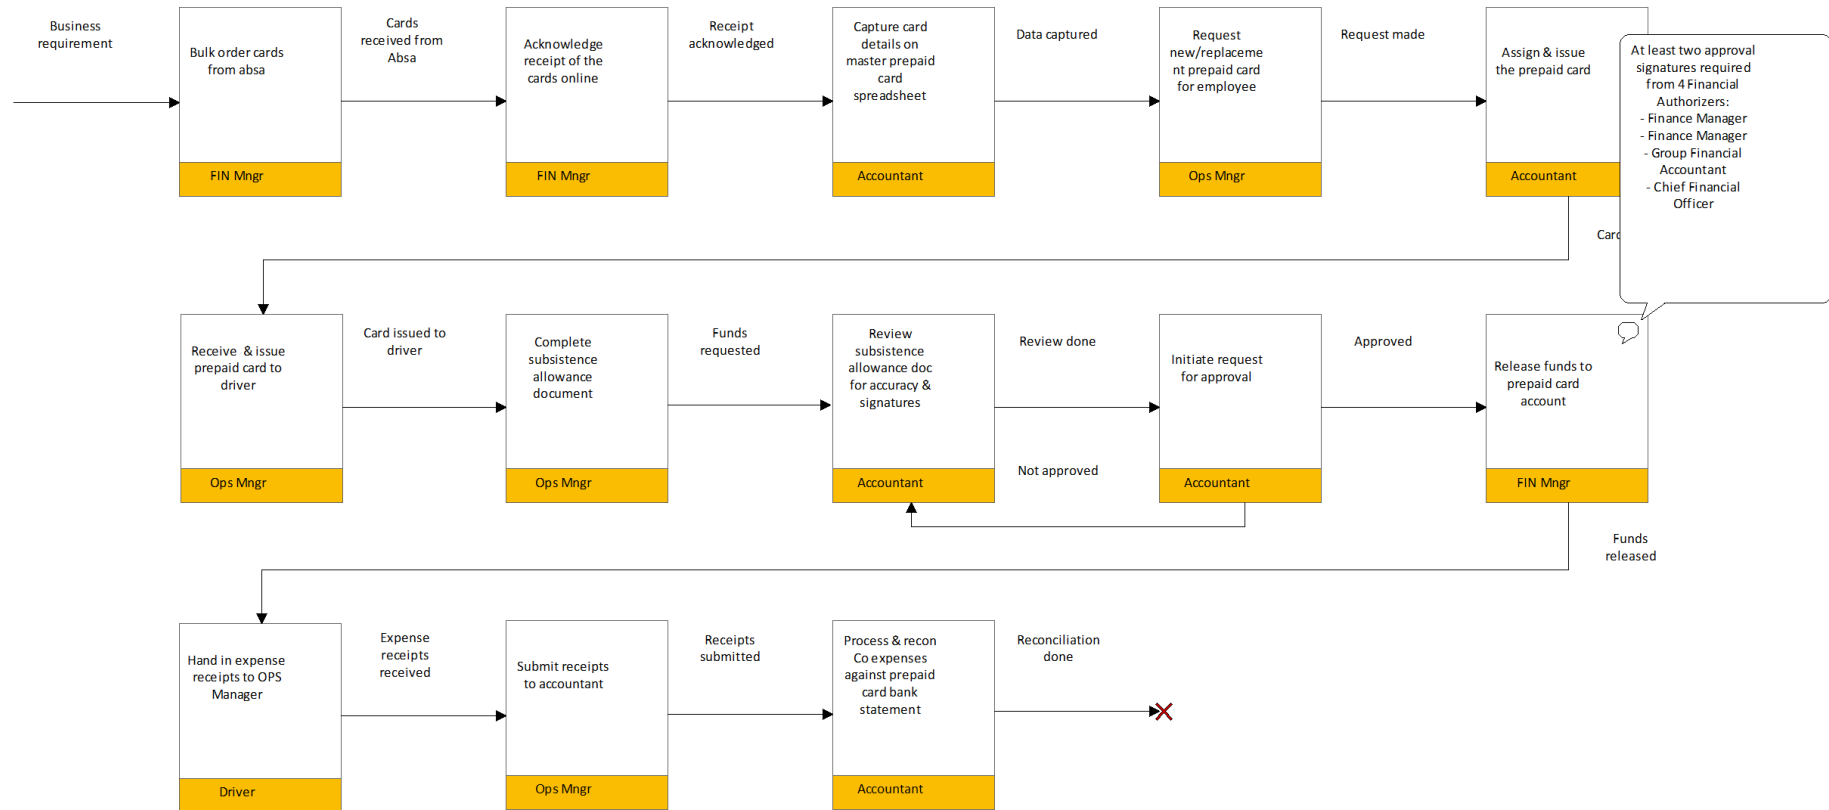 Business
requirement
Bulk order cards
from absa
FIN Mngr
Cards
received from
Absa
Acknowledge
receipt of the
cards online
FIN Mngr
Receipt
acknowledged
Capture card
details on
master prepaid
card
spreadsheet
Accountant
Data captured
Request
new/replaceme
nt prepaid card
for employee
Ops Mngr
Request made
Assign & issue
the prepaid card
Accountant
At least two approval
signatures required
from 4 Financial
Authorizers:
- Finance Manager
- Finance Manager
- Group Financial
Accountant
- Chief Financial
Officer
Receive & issue
prepaid card to
driver
Ops Mngr
Card issued to
driver
Complete
subsistence
allowance
document
Ops Mngr
Funds
requested
Review
subsistence
allowance doc
for accuracy &
signatures
Accountant
Review done
Not approved
Initiate request
for approval
Accountant
Approved
Release funds to
prepaid card
account
FIN Mngr
Funds
released
Hand in expense
receipts to OPS
Manager
Driver
Expense
receipts
received
Submit receipts
to accountant
Ops Mngr
Receipts
submitted
Process & recon
Co expenses
against prepaid
card bank
statement
Accountant
Reconciliation
done